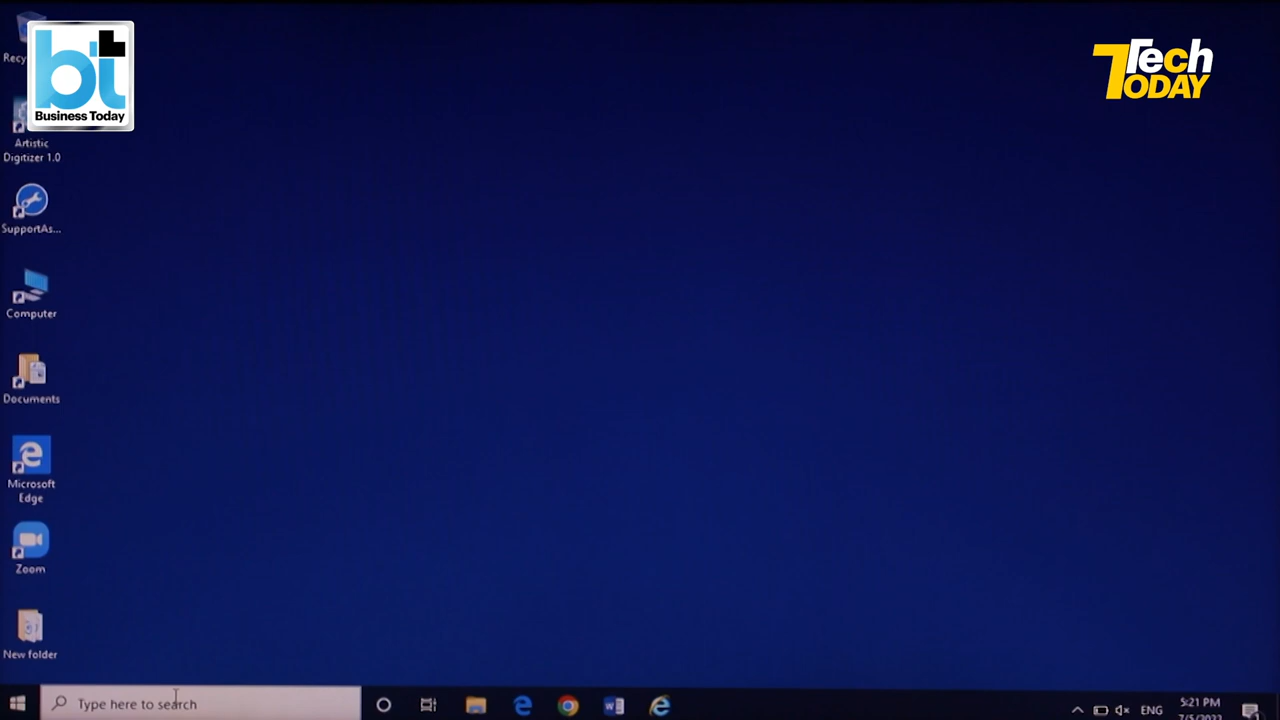 Recy
bt
Business Today
Tech
TODAY
Artistic
Digitizer 1.0
SupportAs...
Computer
Documents
Microsoft
Edge
Zoom
New folder
Type here to search
ENG
5:21 PM